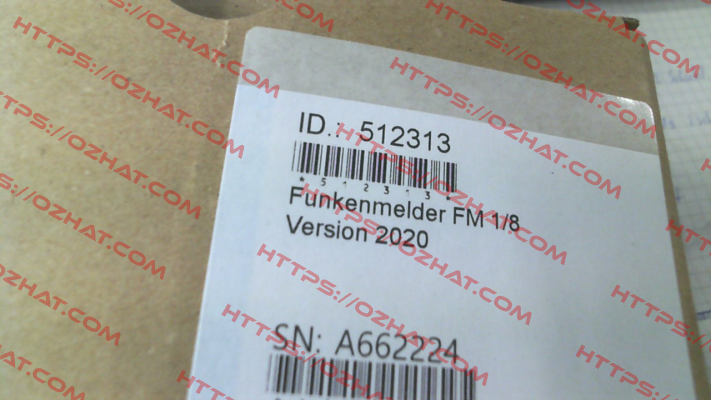 ID.: 512313
*512313*
Funkenmelder FM 1/8
Version 2020
SN: A662224
HTTPS://OZHAT.COM